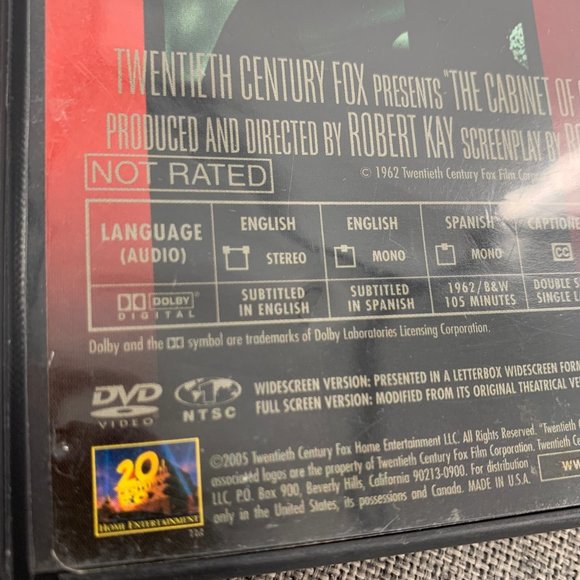 TWENTIETH CENTURY FOX PRESENTS "THE CABINET OF
PRODUCED AND DIRECTED BY ROBERT KAY SCREENPLAY BY
© 1962 Twentieth Century Fox Film
NOT RATED
LANGUAGE (AUDIO)
ENGLISH STEREO
ENGLISH MONO
SPANISH MONO
CAPTIONE
CC
DOLBY DIGITAL
SUBTITLED IN ENGLISH
SUBTITLED IN SPANISH
1962/B&W 105 MINUTES
DOUBLE S
SINGLE L
Dolby and the DD symbol are trademarks of Dolby Laboratories Licensing Corporation.
DVD VIDEO
NTSC
WIDESCREEN VERSION: PRESENTED IN A LETTERBOX WIDESCREEN FORM
FULL SCREEN VERSION: MODIFIED FROM ITS ORIGINAL THEATRICAL VE
20th CENTURY FOX
HOME ENTERTAINMENT
TM
©2005 Twentieth Century Fox Home Entertainment LLC. All Rights Reserved. "Twentieth
associated logos are the property of Twentieth Century Fox Film Corporation. Twentieth Cent
LLC, P.O. Box 900, Beverly Hills, California 90213-0900. For distribution
only in the United States, its possessions and Canada. MADE IN U.S.A.
WW